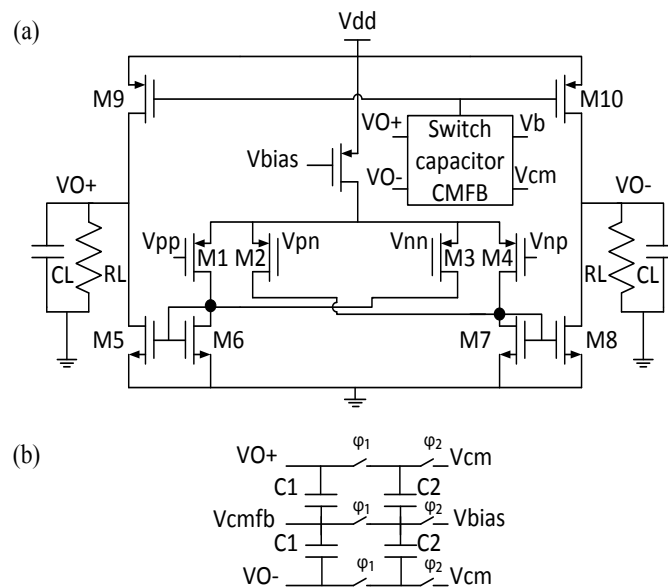 (a)
Vdd
M9
M10
VO+
Switch
capacitor
CMFB
Vb
VO-
Vcm
Vbias
VO+
VO-
Vpp
M1
M2
Vpn
Vnn
M3
M4
Vnp
CL
RL
RL
CL
M5
M6
M7
M8
(b)
VO+
φ1
φ2
Vcm
C1
C2
Vcmfb
φ1
φ2
Vbias
C1
C2
VO-
φ1
φ2
Vcm